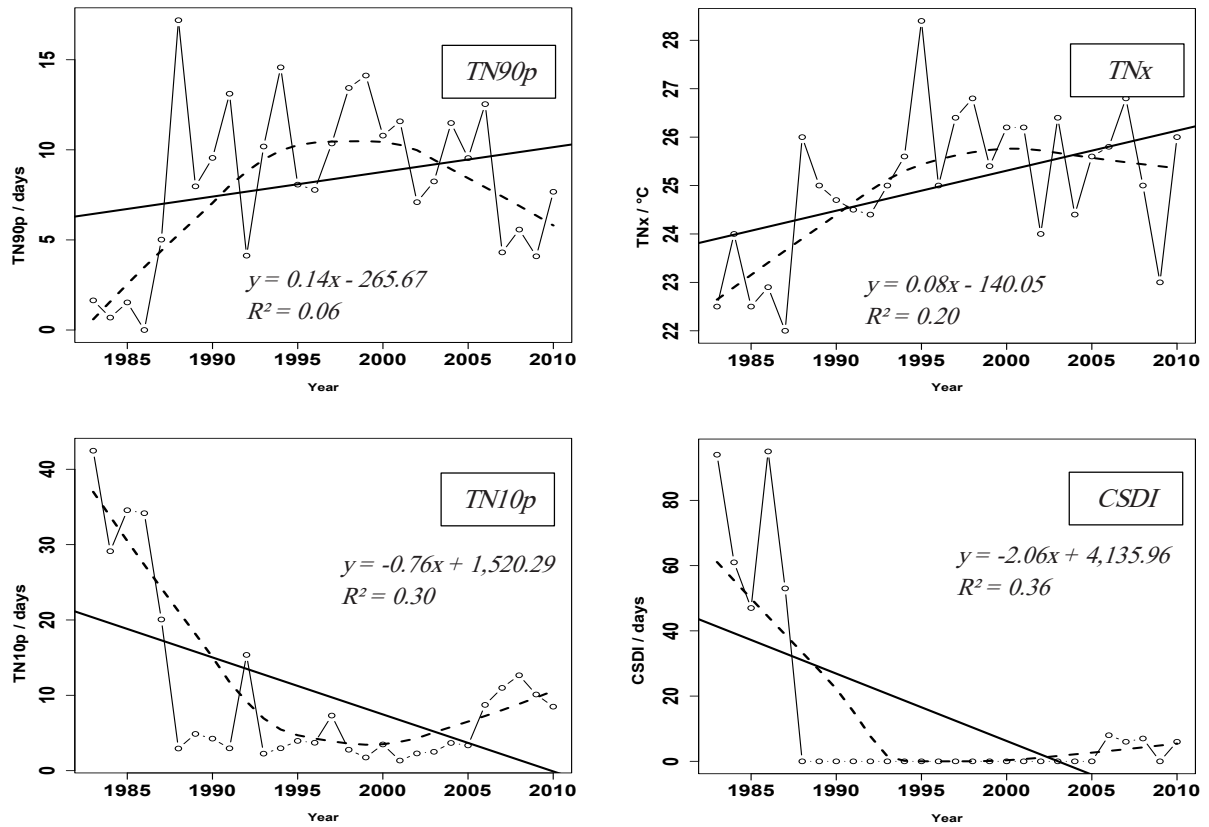 TN90p / days
15
10
5
0
TN90p
y = 0.14x - 265.67
R² = 0.06
1985 1990 1995 2000 2005 2010
Year
TNx / °C
28
27
26
25
24
23
22
TNx
y = 0.08x - 140.05
R² = 0.20
1985 1990 1995 2000 2005 2010
Year
TN10p / days
40
30
20
10
0
TN10p
y = -0.76x + 1,520.29
R² = 0.30
1985 1990 1995 2000 2005 2010
Year
CSDI / days
80
60
40
20
0
CSDI
y = -2.06x + 4,135.96
R² = 0.36
1985 1990 1995 2000 2005 2010
Year